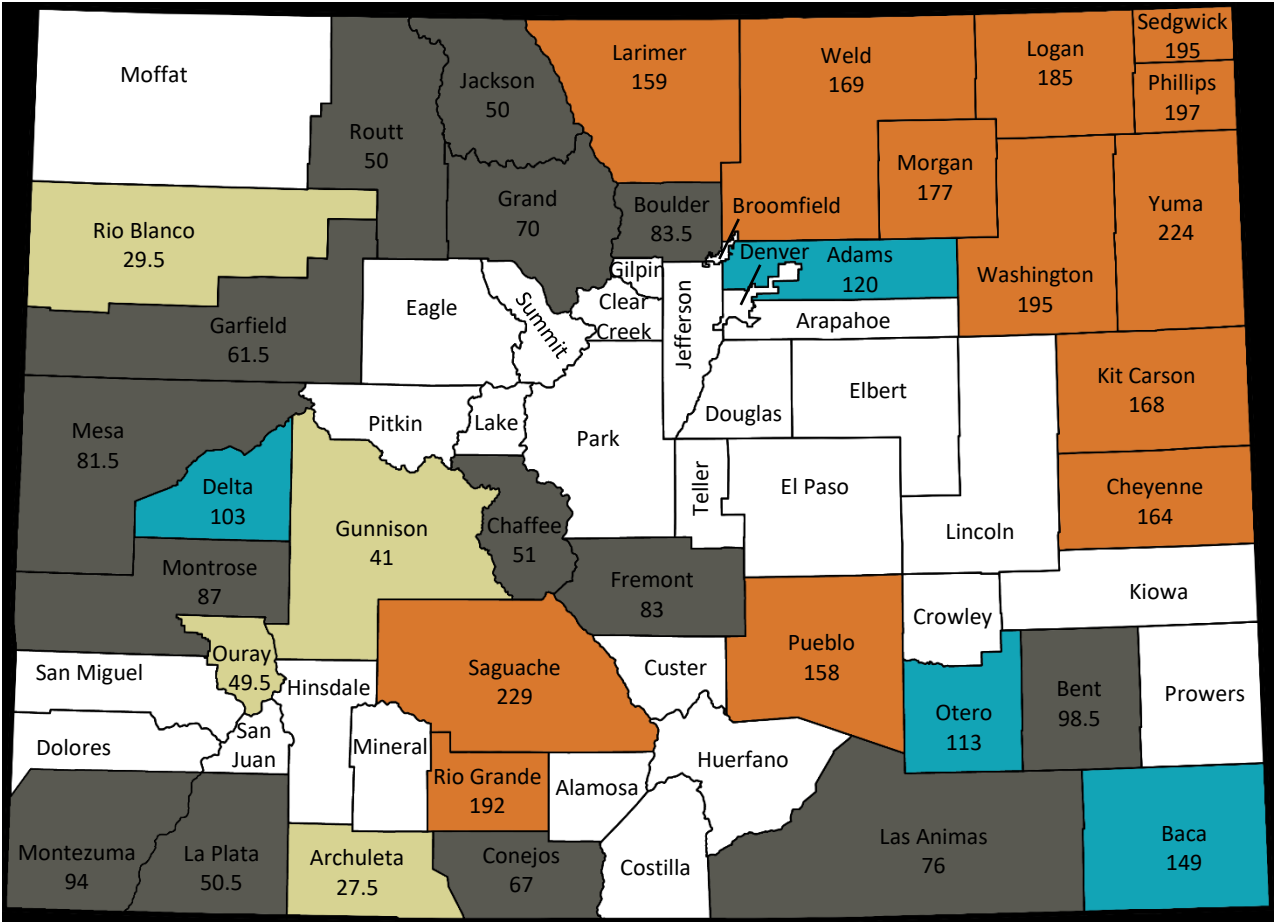 Moffat
Routt
50
Jackson
50
Larimer
159
Weld
169
Logan
185
Sedgwick
195
Phillips
197
Morgan
177
Yuma
224
Rio Blanco
29.5
Grand
70
Boulder
83.5
Broomfield
Denver
Adams
120
Washington
195
Gilpin
Clear
Creek
Jefferson
Arapahoe
Garfield
61.5
Eagle
Summit
Kit Carson
168
Mesa
81.5
Pitkin
Lake
Park
Douglas
Elbert
Delta
103
Gunnison
41
Chaffee
51
Teller
El Paso
Lincoln
Cheyenne
164
Montrose
87
Fremont
83
Crowley
Kiowa
Ouray
49.5
San Miguel
Hinsdale
Saguache
229
Custer
Pueblo
158
Otero
113
Bent
98.5
Prowers
Dolores
San
Juan
Mineral
Rio Grande
192
Alamosa
Huerfano
Montezuma
94
La Plata
50.5
Archuleta
27.5
Conejos
67
Costilla
Las Animas
76
Baca
149